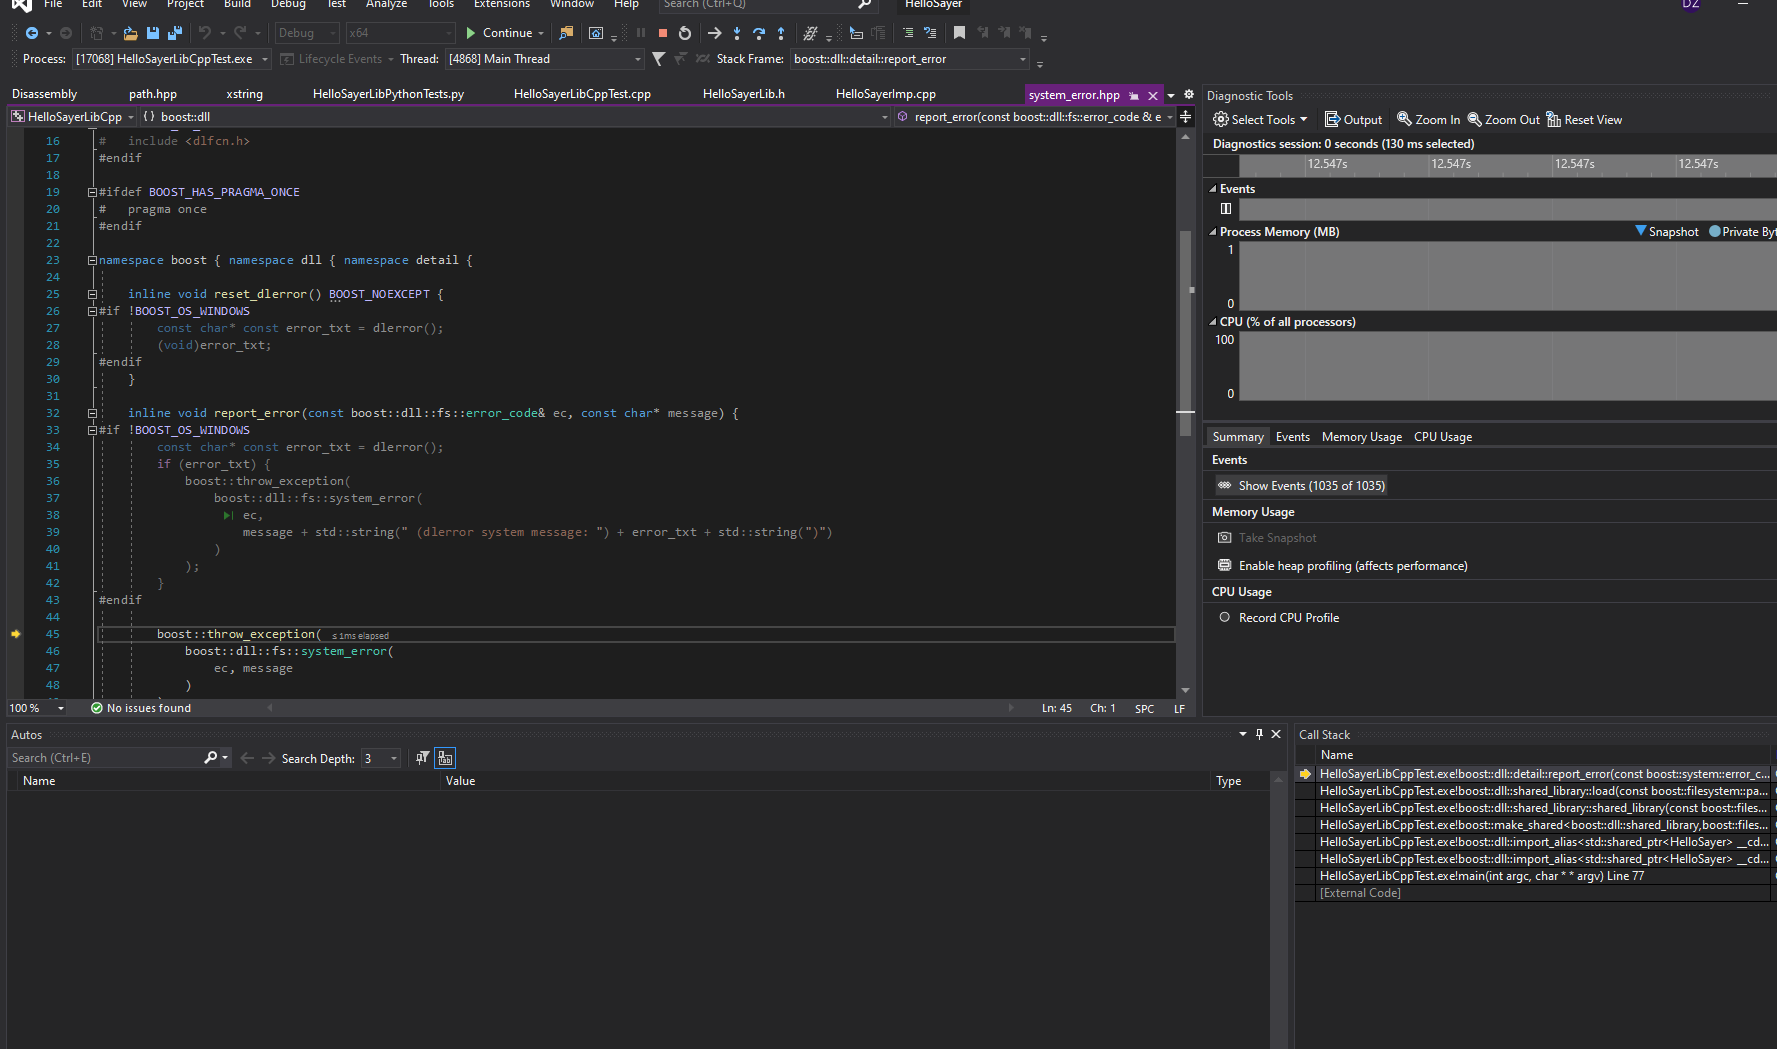 File Edit View Project Build Debug Test Analyze Tools Extensions Window Help Search (Ctrl+Q) HelloSayer DZ
Debug x64 Continue
Process: [17068] HelloSayerLibCppTest.exe Lifecycle Events Thread: [4868] Main Thread Stack Frame: boost::dll::detail::report_error
Disassembly path.hpp xstring HelloSayerLibPythonTests.py HelloSayerLibCppTest.cpp HelloSayerLib.h HelloSayerImp.cpp system_error.hpp
HelloSayerLibCpp {} boost::dll report_error(const boost::dll::fs::error_code & e
16 # include <dlfcn.h>
17 #endif
18
19 #ifdef BOOST_HAS_PRAGMA_ONCE
20 # pragma once
21 #endif
22
23 namespace boost { namespace dll { namespace detail {
24
25 inline void reset_dlerror() BOOST_NOEXCEPT {
26 #if !BOOST_OS_WINDOWS
27 const char* const error_txt = dlerror();
28 (void)error_txt;
29 #endif
30 }
31
32 inline void report_error(const boost::dll::fs::error_code& ec, const char* message) {
33 #if !BOOST_OS_WINDOWS
34 const char* const error_txt = dlerror();
35 if (error_txt) {
36 boost::throw_exception(
37 boost::dll::fs::system_error(
38 ec,
39 message + std::string(" (dlerror system message: ") + error_txt + std::string(")")
40 )
41 );
42 }
43 #endif
44
45 boost::throw_exception( ≤ 1ms elapsed
46 boost::dll::fs::system_error(
47 ec, message
48 )
100 % No issues found Ln: 45 Ch: 1 SPC LF
Diagnostic Tools
Select Tools Output Zoom In Zoom Out Reset View
Diagnostics session: 0 seconds (130 ms selected)
12.547s 12.547s 12.547s 12.547s
Events
Process Memory (MB) Snapshot Private Byt
1
0
CPU (% of all processors)
100
0
Summary Events Memory Usage CPU Usage
Events
Show Events (1035 of 1035)
Memory Usage
Take Snapshot
Enable heap profiling (affects performance)
CPU Usage
Record CPU Profile
Autos
Search (Ctrl+E) Search Depth: 3
Name Value Type
Call Stack
Name
HelloSayerLibCppTest.exe!boost::dll::detail::report_error(const boost::system::error_c...
HelloSayerLibCppTest.exe!boost::dll::shared_library::load(const boost::filesystem::pa...
HelloSayerLibCppTest.exe!boost::dll::shared_library::shared_library(const boost::files...
HelloSayerLibCppTest.exe!boost::make_shared<boost::dll::shared_library,boost::files...
HelloSayerLibCppTest.exe!boost::dll::import_alias<std::shared_ptr<HelloSayer> __cd...
HelloSayerLibCppTest.exe!boost::dll::import_alias<std::shared_ptr<HelloSayer> __cd...
HelloSayerLibCppTest.exe!main(int argc, char * * argv) Line 77
[External Code]